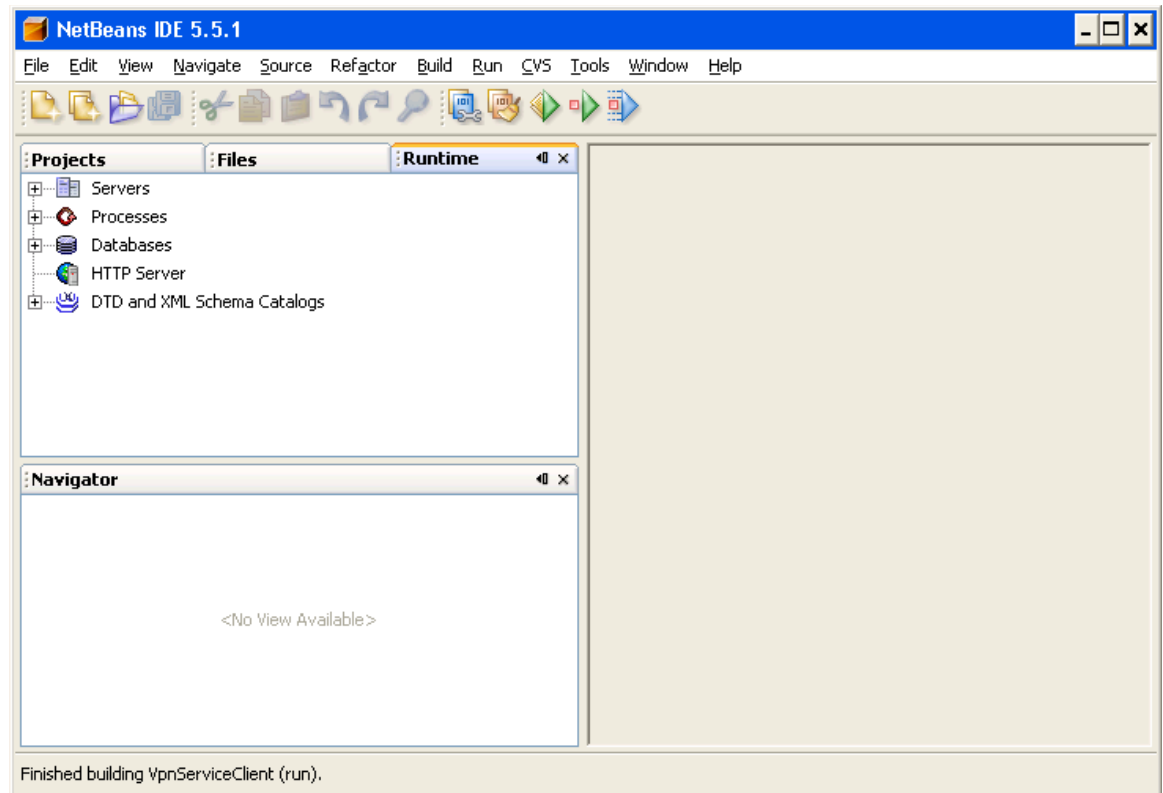 NetBeans IDE 5.5.1
File Edit View Navigate Source Refactor Build Run CVS Tools Window Help
Projects Files Runtime
Servers
Processes
Databases
HTTP Server
DTD and XML Schema Catalogs
Navigator
<No View Available>
Finished building VpnServiceClient (run).